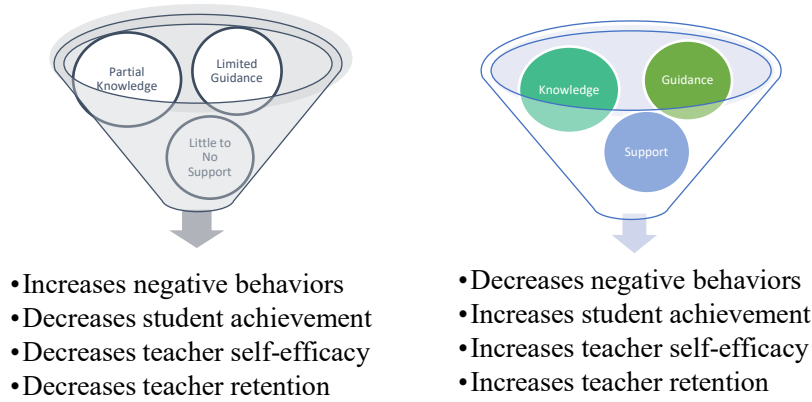 Partial
Knowledge
Limited
Guidance
Little to
No
Support
•Increases negative behaviors
•Decreases student achievement
•Decreases teacher self-efficacy
•Decreases teacher retention
Knowledge
Guidance
Support
•Decreases negative behaviors
•Increases student achievement
•Increases teacher self-efficacy
•Increases teacher retention